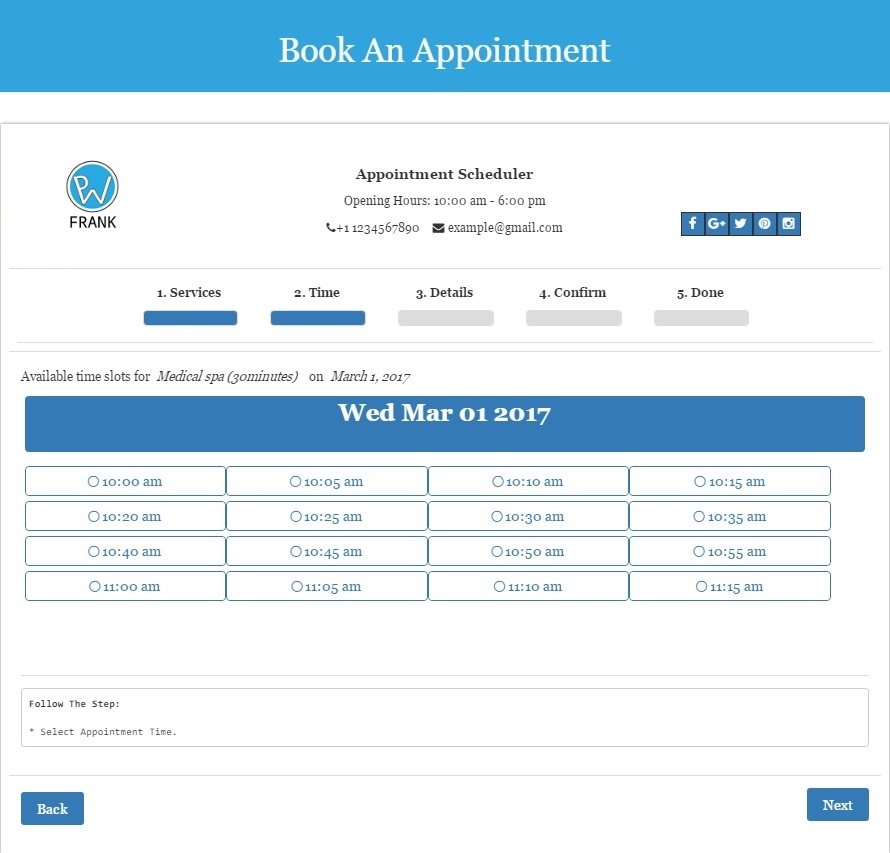 Book An Appointment
PW
FRANK
Appointment Scheduler
Opening Hours: 10:00 am - 6:00 pm
+1 1234567890 example@gmail.com
f G+
1. Services 2. Time 3. Details 4. Confirm 5. Done
Available time slots for Medical spa (30minutes) on March 1, 2017
Wed Mar 01 2017
10:00 am 10:05 am 10:10 am 10:15 am
10:20 am 10:25 am 10:30 am 10:35 am
10:40 am 10:45 am 10:50 am 10:55 am
11:00 am 11:05 am 11:10 am 11:15 am
Follow The Step:
* Select Appointment Time.
Back Next